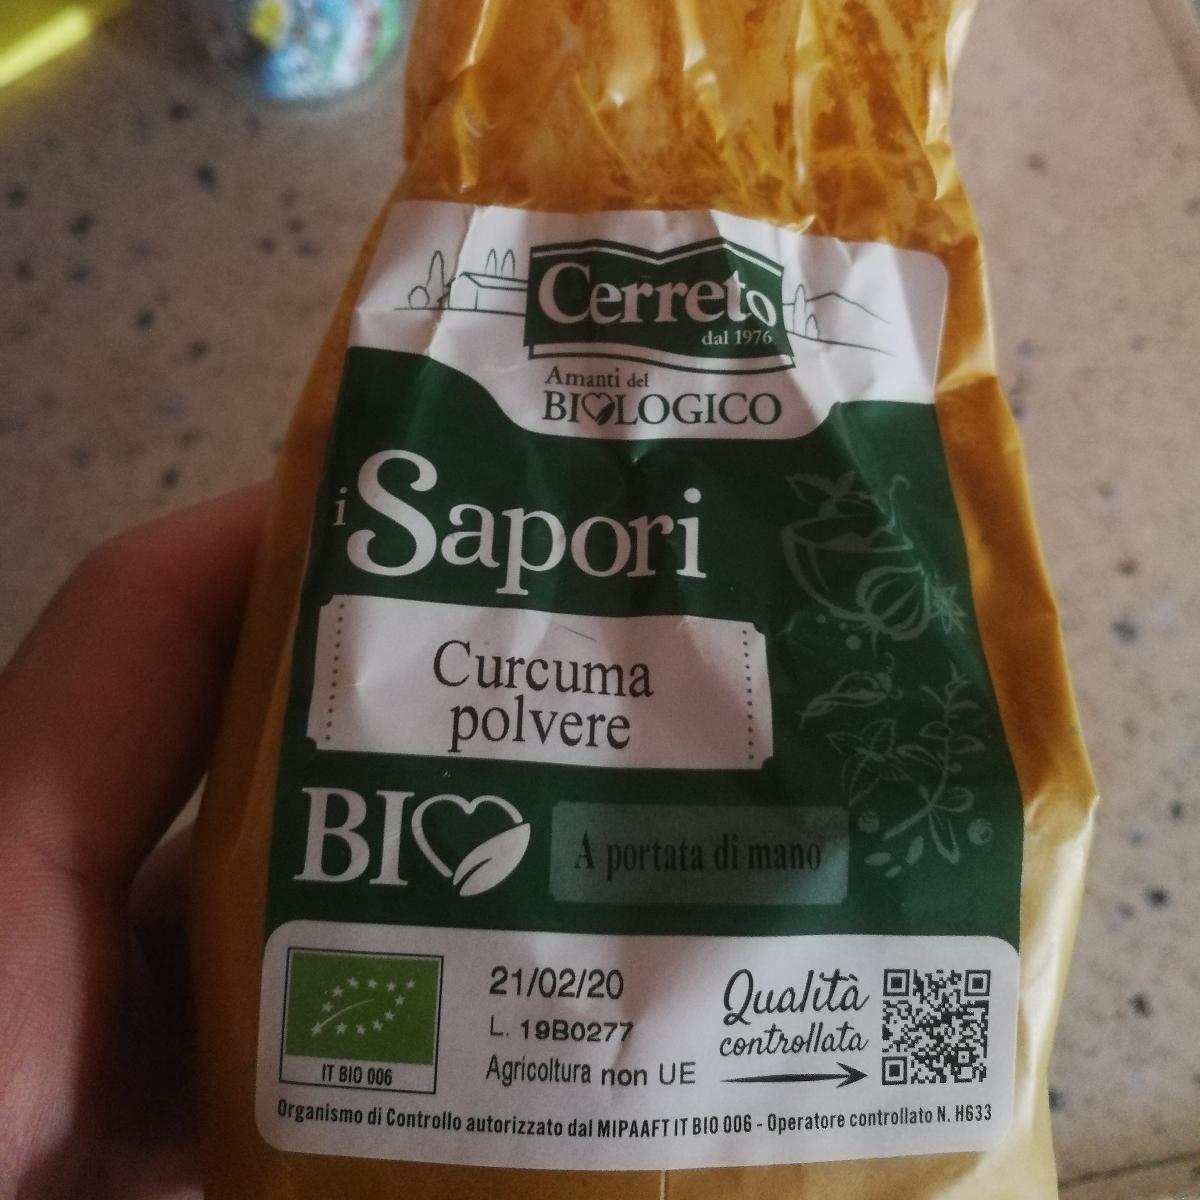 Cerreto
dal 1976
Amanti del
BIOLOGICO
i Sapori
Curcuma
polvere
BIO
A portata di mano
21/02/20
L. 19B0277
Agricoltura non UE
IT BIO 006
Qualità
controllata
Organismo di Controllo autorizzato dal MIPAAFT IT BIO 006 - Operatore controllato N. H633